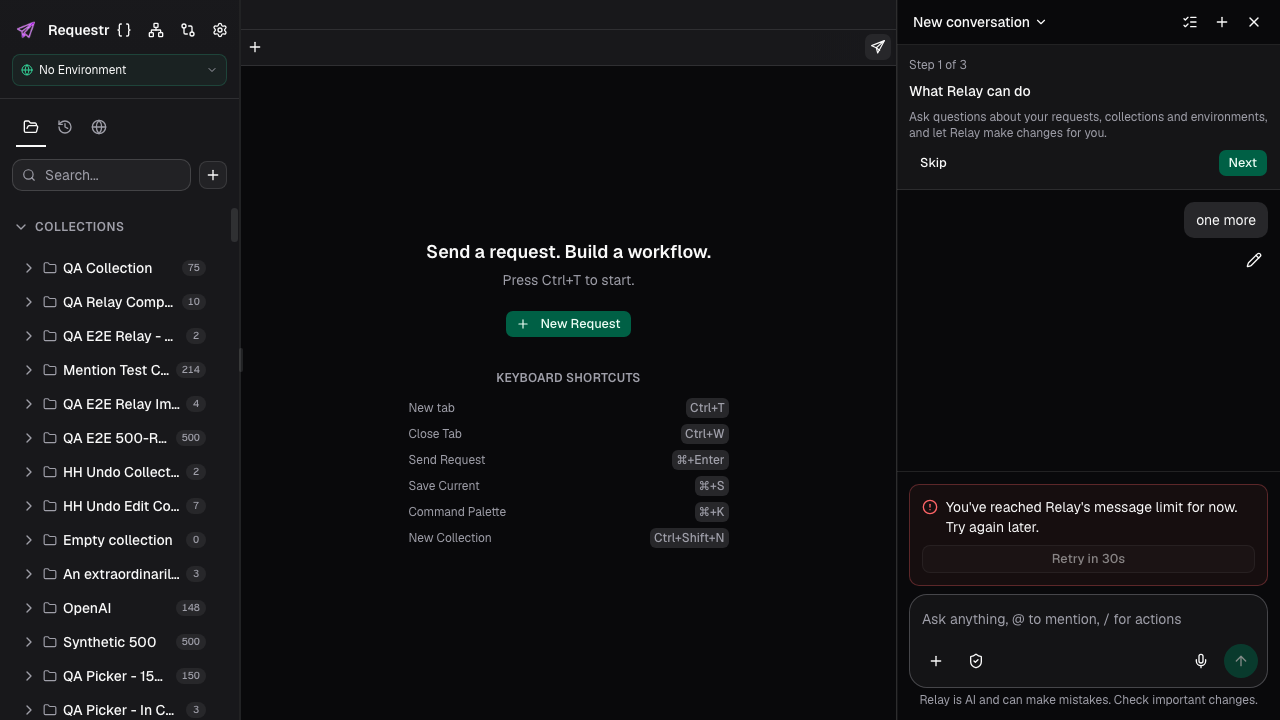 Requestr
No Environment
Search...
COLLECTIONS
QA Collection 75
QA Relay Comp... 10
QA E2E Relay - ... 2
Mention Test C... 214
QA E2E Relay Im... 4
QA E2E 500-R... 500
HH Undo Collect... 2
HH Undo Edit Co... 7
Empty collection 0
An extraordinaril... 3
OpenAI 148
Synthetic 500 500
QA Picker - 15... 150
QA Picker - In C... 3
Send a request. Build a workflow.
Press Ctrl+T to start.
New Request
KEYBOARD SHORTCUTS
New tab Ctrl+T
Close Tab Ctrl+W
Send Request ⌘+Enter
Save Current ⌘+S
Command Palette ⌘+K
New Collection Ctrl+Shift+N
New conversation
Step 1 of 3
What Relay can do
Ask questions about your requests, collections and environments,
and let Relay make changes for you.
Skip Next
one more
You've reached Relay's message limit for now.
Try again later.
Retry in 30s
Ask anything, @ to mention, / for actions
Relay is AI and can make mistakes. Check important changes.